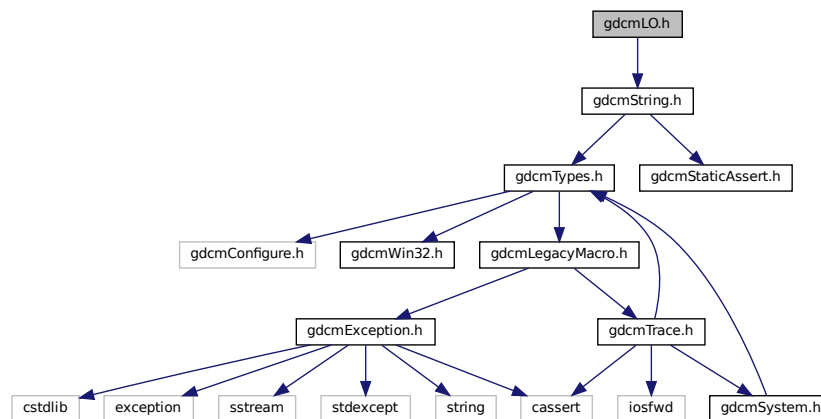 gdcmLO.h
gdcmString.h
gdcmTypes.h
gdcmStaticAssert.h
gdcmConfigure.h
gdcmWin32.h
gdcmLegacyMacro.h
gdcmException.h
gdcmTrace.h
cstdlib
exception
sstream
stdexcept
string
cassert
iosfwd
gdcmSystem.h